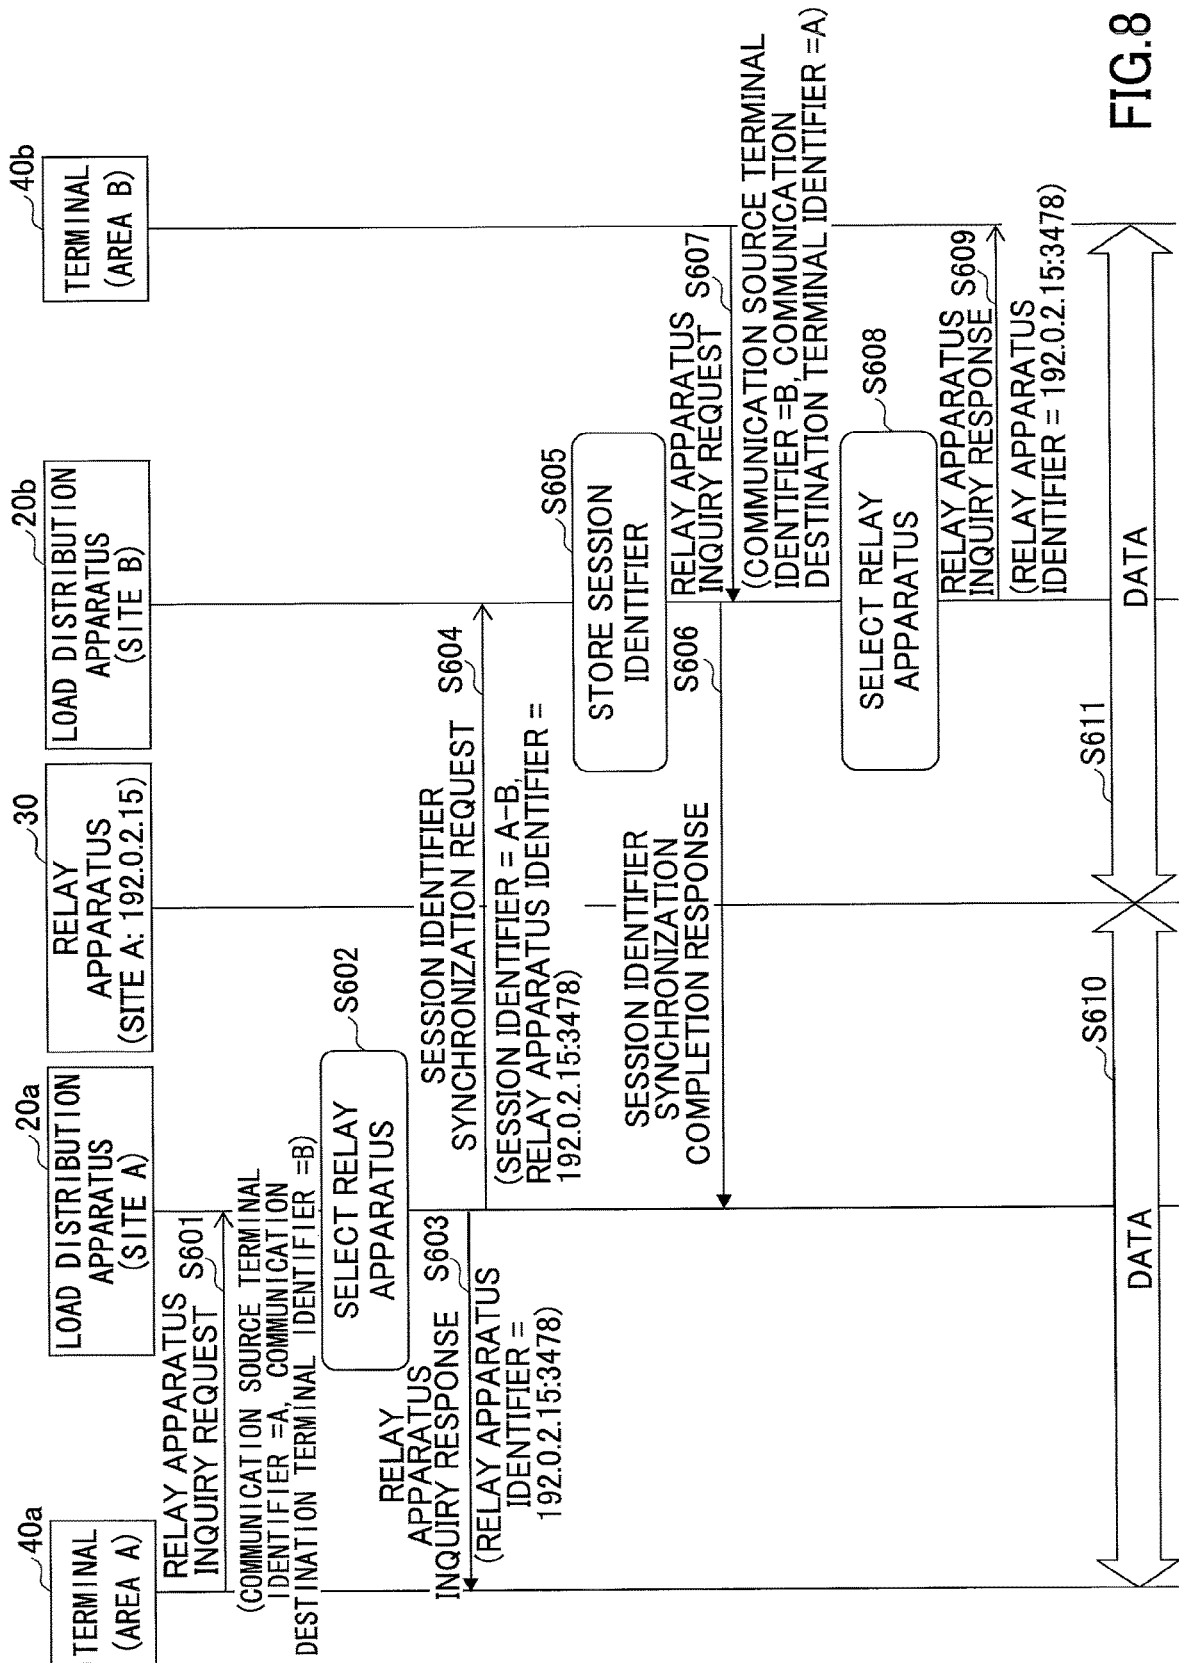 40a
TERMINAL
(AREA A)
20a
LOAD DISTRIBUTION
APPARATUS
(SITE A)
30
RELAY
APPARATUS
(SITE A: 192.0.2.15)
20b
LOAD DISTRIBUTION
APPARATUS
(SITE B)
40b
TERMINAL
(AREA B)
RELAY APPARATUS
INQUIRY REQUEST
S601
(COMMUNICATION SOURCE TERMINAL
IDENTIFIER =A, COMMUNICATION
DESTINATION TERMINAL IDENTIFIER =B)
SELECT RELAY
APPARATUS
S602
RELAY
APPARATUS
INQUIRY RESPONSE
S603
(RELAY APPARATUS
IDENTIFIER =
192.0.2.15:3478)
SESSION IDENTIFIER
SYNCHRONIZATION REQUEST
S604
(SESSION IDENTIFIER = A-B,
RELAY APPARATUS IDENTIFIER =
192.0.2.15:3478)
STORE SESSION
IDENTIFIER
S605
SESSION IDENTIFIER
SYNCHRONIZATION
COMPLETION RESPONSE
S606
RELAY APPARATUS
INQUIRY REQUEST
S607
(COMMUNICATION SOURCE TERMINAL
IDENTIFIER =B, COMMUNICATION
DESTINATION TERMINAL IDENTIFIER =A)
SELECT RELAY
APPARATUS
S608
RELAY APPARATUS
INQUIRY RESPONSE
S609
(RELAY APPARATUS
IDENTIFIER = 192.0.2.15:3478)
S610
DATA
S611
DATA
FIG.8